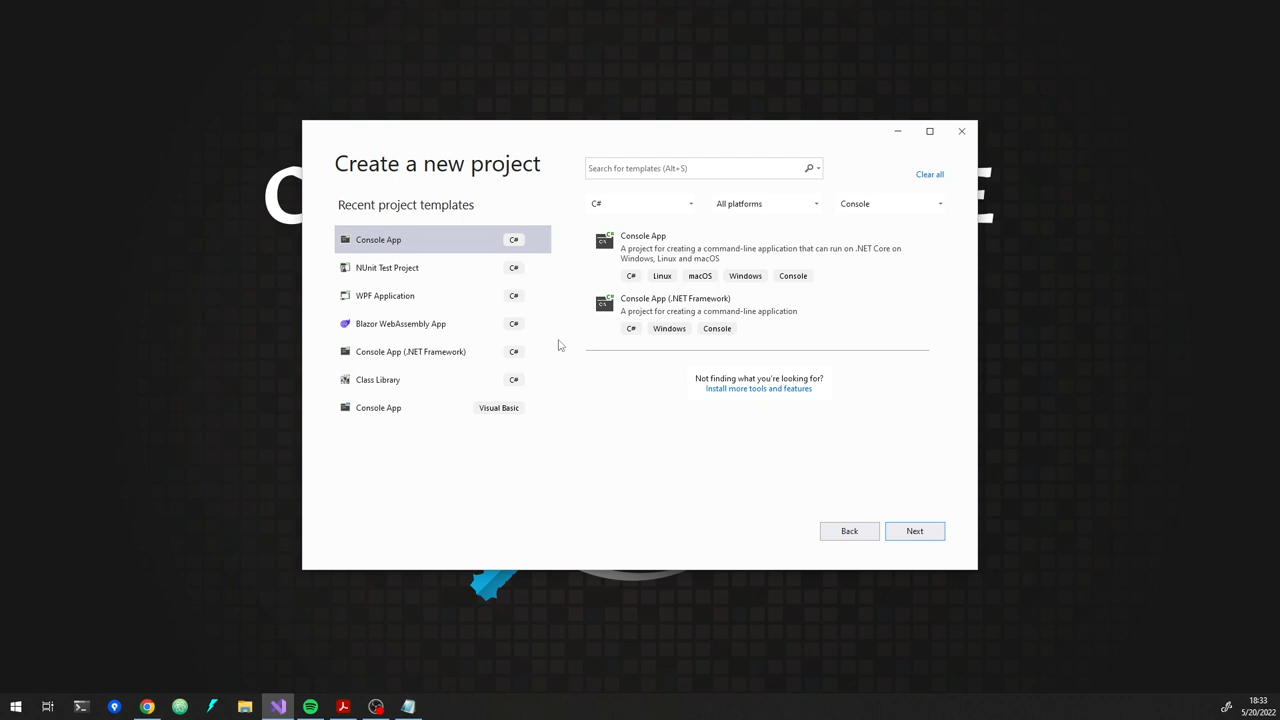 Create a new project
Search for templates (Alt+S)
Clear all
Recent project templates
C#
All platforms
Console
Console App C#
NUnit Test Project C#
WPF Application C#
Blazor WebAssembly App C#
Console App (.NET Framework) C#
Class Library C#
Console App Visual Basic
Console App
A project for creating a command-line application that can run on .NET Core on
Windows, Linux and macOS
C# Linux macOS Windows Console
Console App (.NET Framework)
A project for creating a command-line application
C# Windows Console
Not finding what you're looking for?
Install more tools and features
Back
Next
18:33
5/20/2022